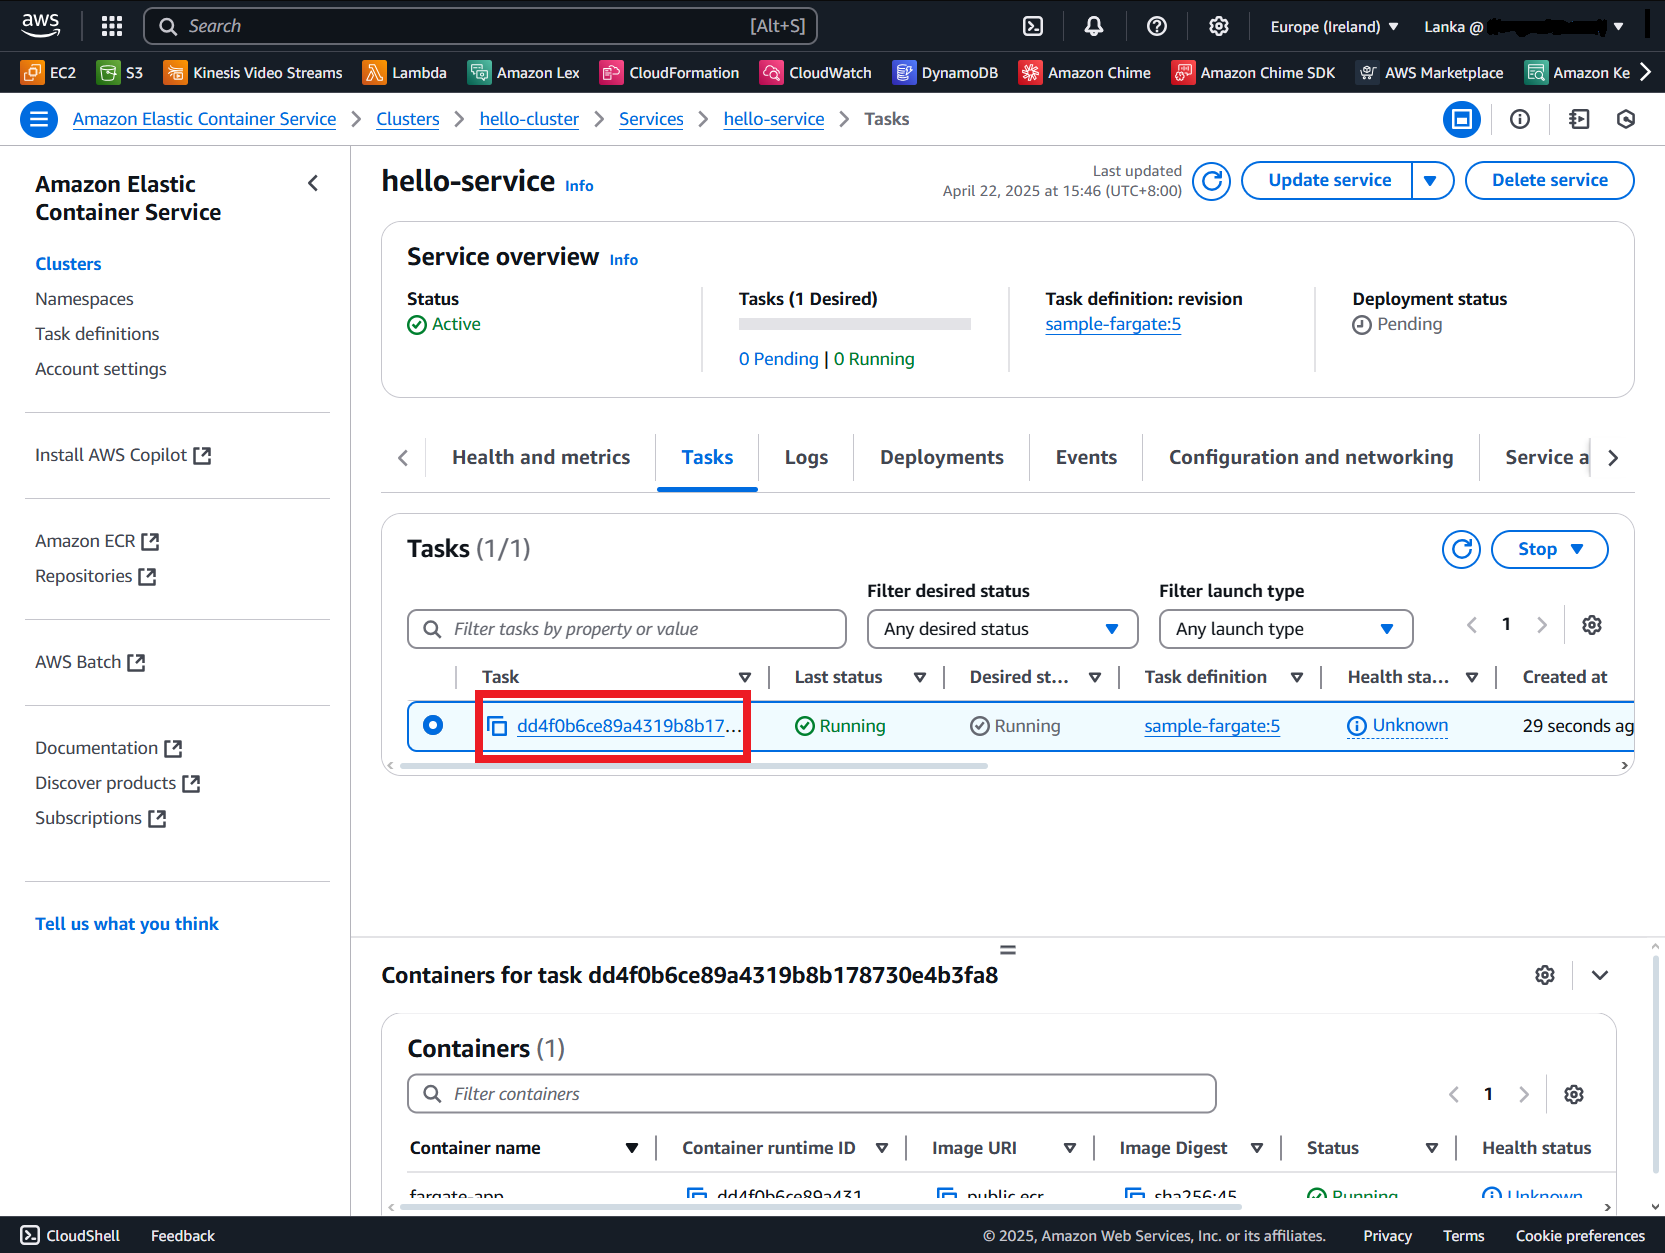 aws
Search [Alt+S]
Europe (Ireland)
Lanka @
EC2 S3 Kinesis Video Streams Lambda Amazon Lex CloudFormation CloudWatch DynamoDB Amazon Chime Amazon Chime SDK AWS Marketplace Amazon Ke
Amazon Elastic Container Service Clusters hello-cluster Services hello-service Tasks
Amazon Elastic
Container Service
Clusters
Namespaces
Task definitions
Account settings
Install AWS Copilot
Amazon ECR
Repositories
AWS Batch
Documentation
Discover products
Subscriptions
Tell us what you think
hello-service Info
Last updated
April 22, 2025 at 15:46 (UTC+8:00)
Update service
Delete service
Service overview Info
Status
Active
Tasks (1 Desired)
0 Pending | 0 Running
Task definition: revision
sample-fargate:5
Deployment status
Pending
Health and metrics Tasks Logs Deployments Events Configuration and networking Service a
Tasks (1/1)
Stop
Filter desired status
Filter launch type
Filter tasks by property or value
Any desired status
Any launch type
1
Task Last status Desired st... Task definition Health sta... Created at
dd4f0b6ce89a4319b8b17... Running Running sample-fargate:5 Unknown 29 seconds ag
Containers for task dd4f0b6ce89a4319b8b178730e4b3fa8
Containers (1)
Filter containers
1
Container name Container runtime ID Image URI Image Digest Status Health status
fargate-app dd4f0b6ce89a431 public.ecr sha256:45 Running Unknown
CloudShell Feedback
© 2025, Amazon Web Services, Inc. or its affiliates. Privacy Terms Cookie preferences